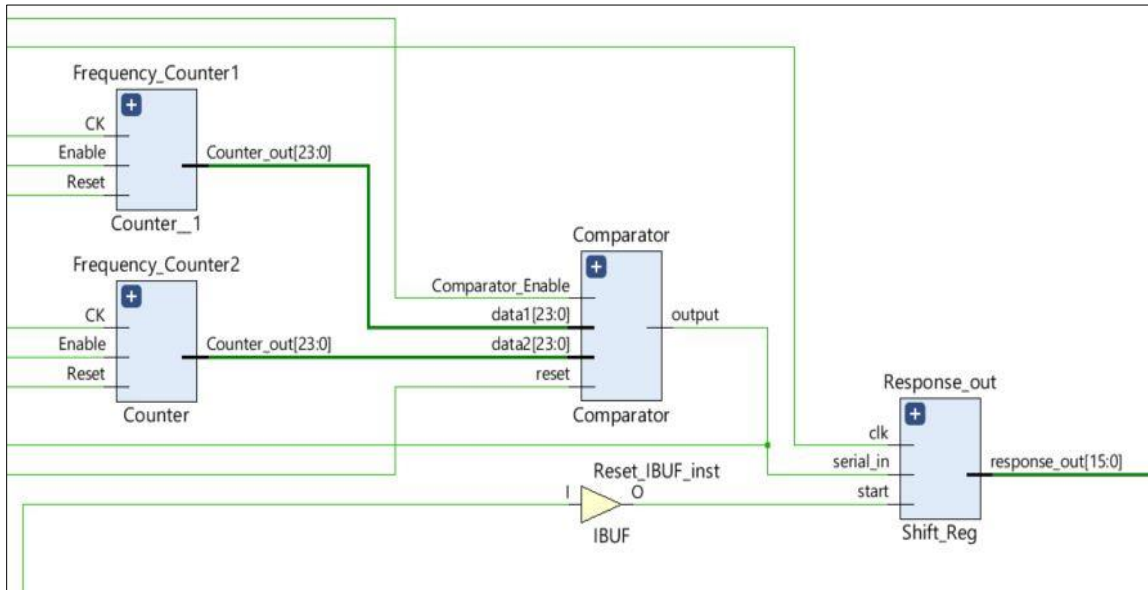 Frequency_Counter1
CK
Enable
Reset
Counter_out[23:0]
Counter__1
Frequency_Counter2
CK
Enable
Reset
Counter_out[23:0]
Counter
Comparator
Comparator_Enable
data1[23:0]
data2[23:0]
reset
output
Comparator
Reset_IBUF_inst
I
O
IBUF
Response_out
clk
serial_in
start
response_out[15:0]
Shift_Reg